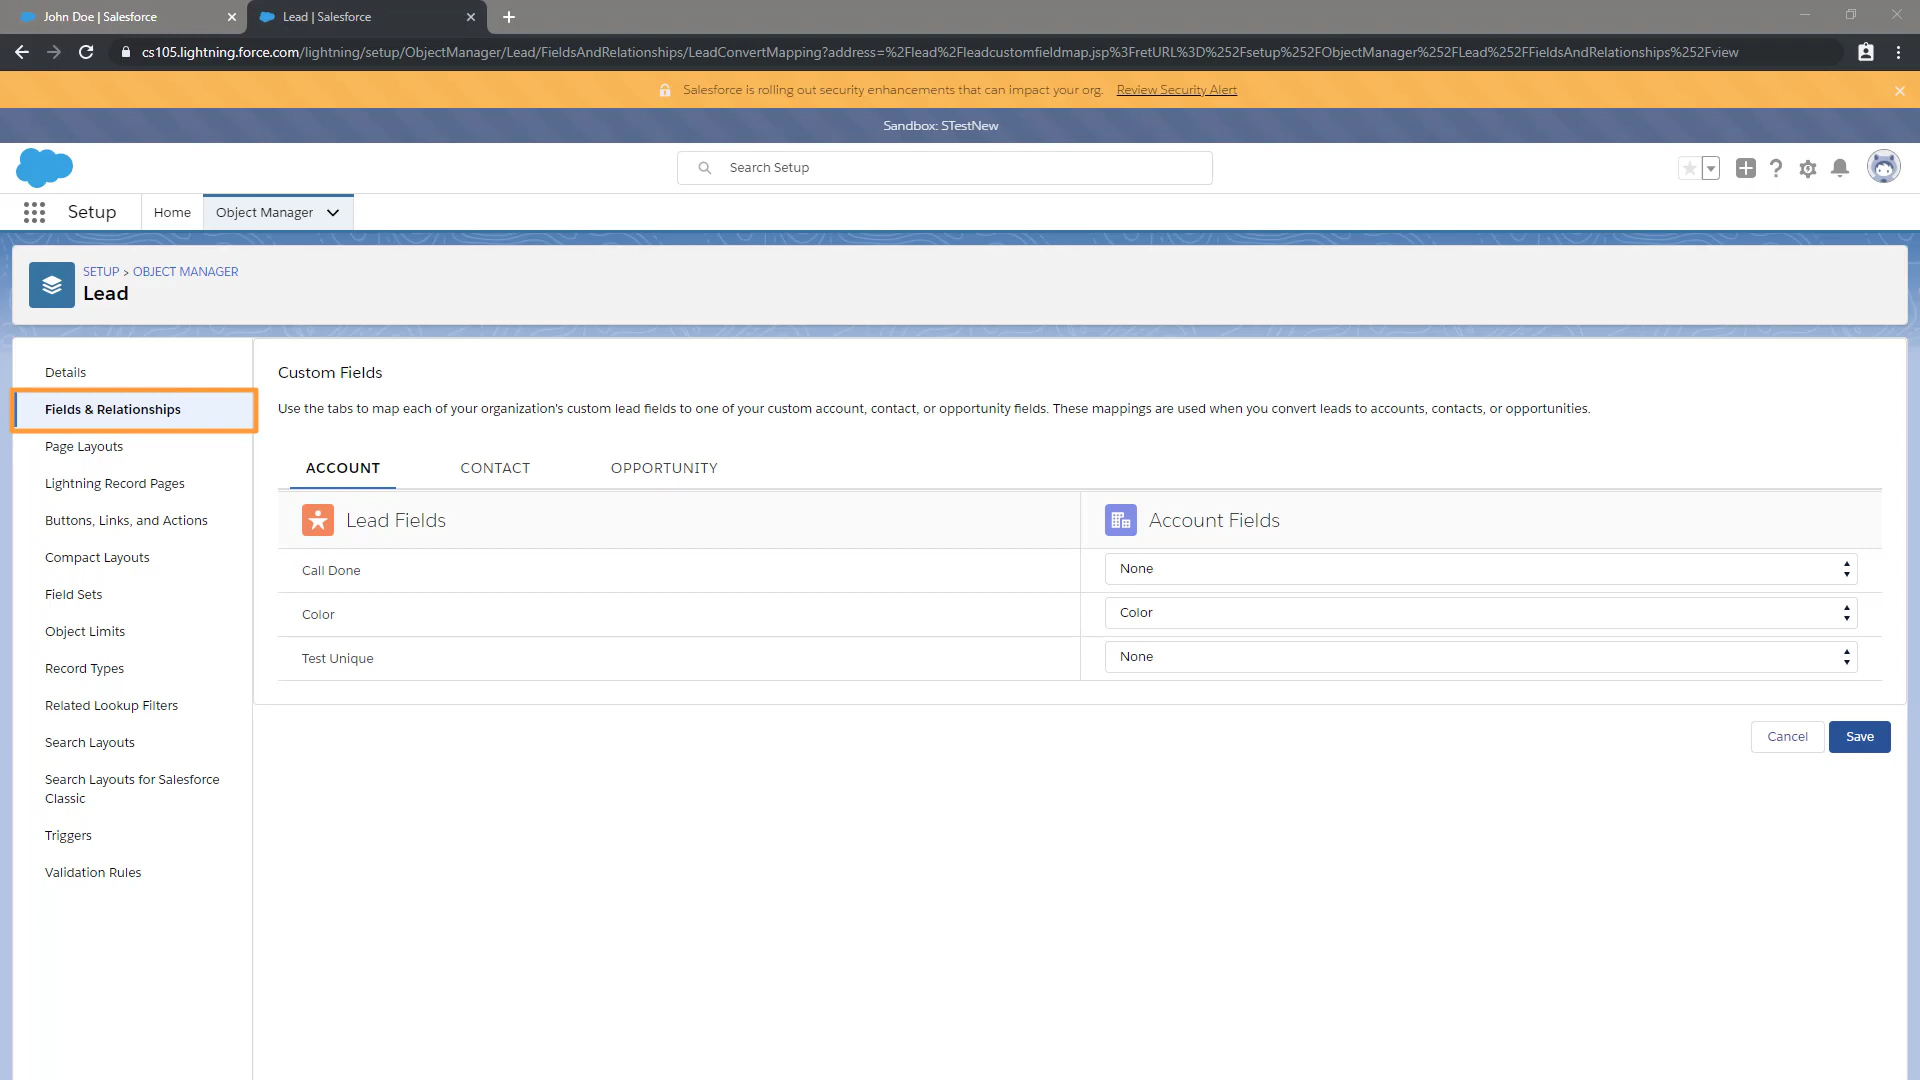 John Doe | Salesforce
Lead | Salesforce
cs105.lightning.force.com/lightning/setup/ObjectManager/Lead/FieldsAndRelationships/LeadConvertMapping?address=%2Flead%2Fleadcustomfieldmap.jsp%3FretURL%3D%252Fsetup%252FObjectManager%252FLead%252FFieldsAndRelationships%252Fview
Salesforce is rolling out security enhancements that can impact your org. Review Security Alert
Sandbox: STestNew
Search Setup
Setup
Home
Object Manager
SETUP > OBJECT MANAGER
Lead
Details
Fields & Relationships
Page Layouts
Lightning Record Pages
Buttons, Links, and Actions
Compact Layouts
Field Sets
Object Limits
Record Types
Related Lookup Filters
Search Layouts
Search Layouts for Salesforce
Classic
Triggers
Validation Rules
Custom Fields
Use the tabs to map each of your organization's custom lead fields to one of your custom account, contact, or opportunity fields. These mappings are used when you convert leads to accounts, contacts, or opportunities.
ACCOUNT CONTACT OPPORTUNITY
Lead Fields Account Fields
Call Done None
Color Color
Test Unique None
Cancel Save